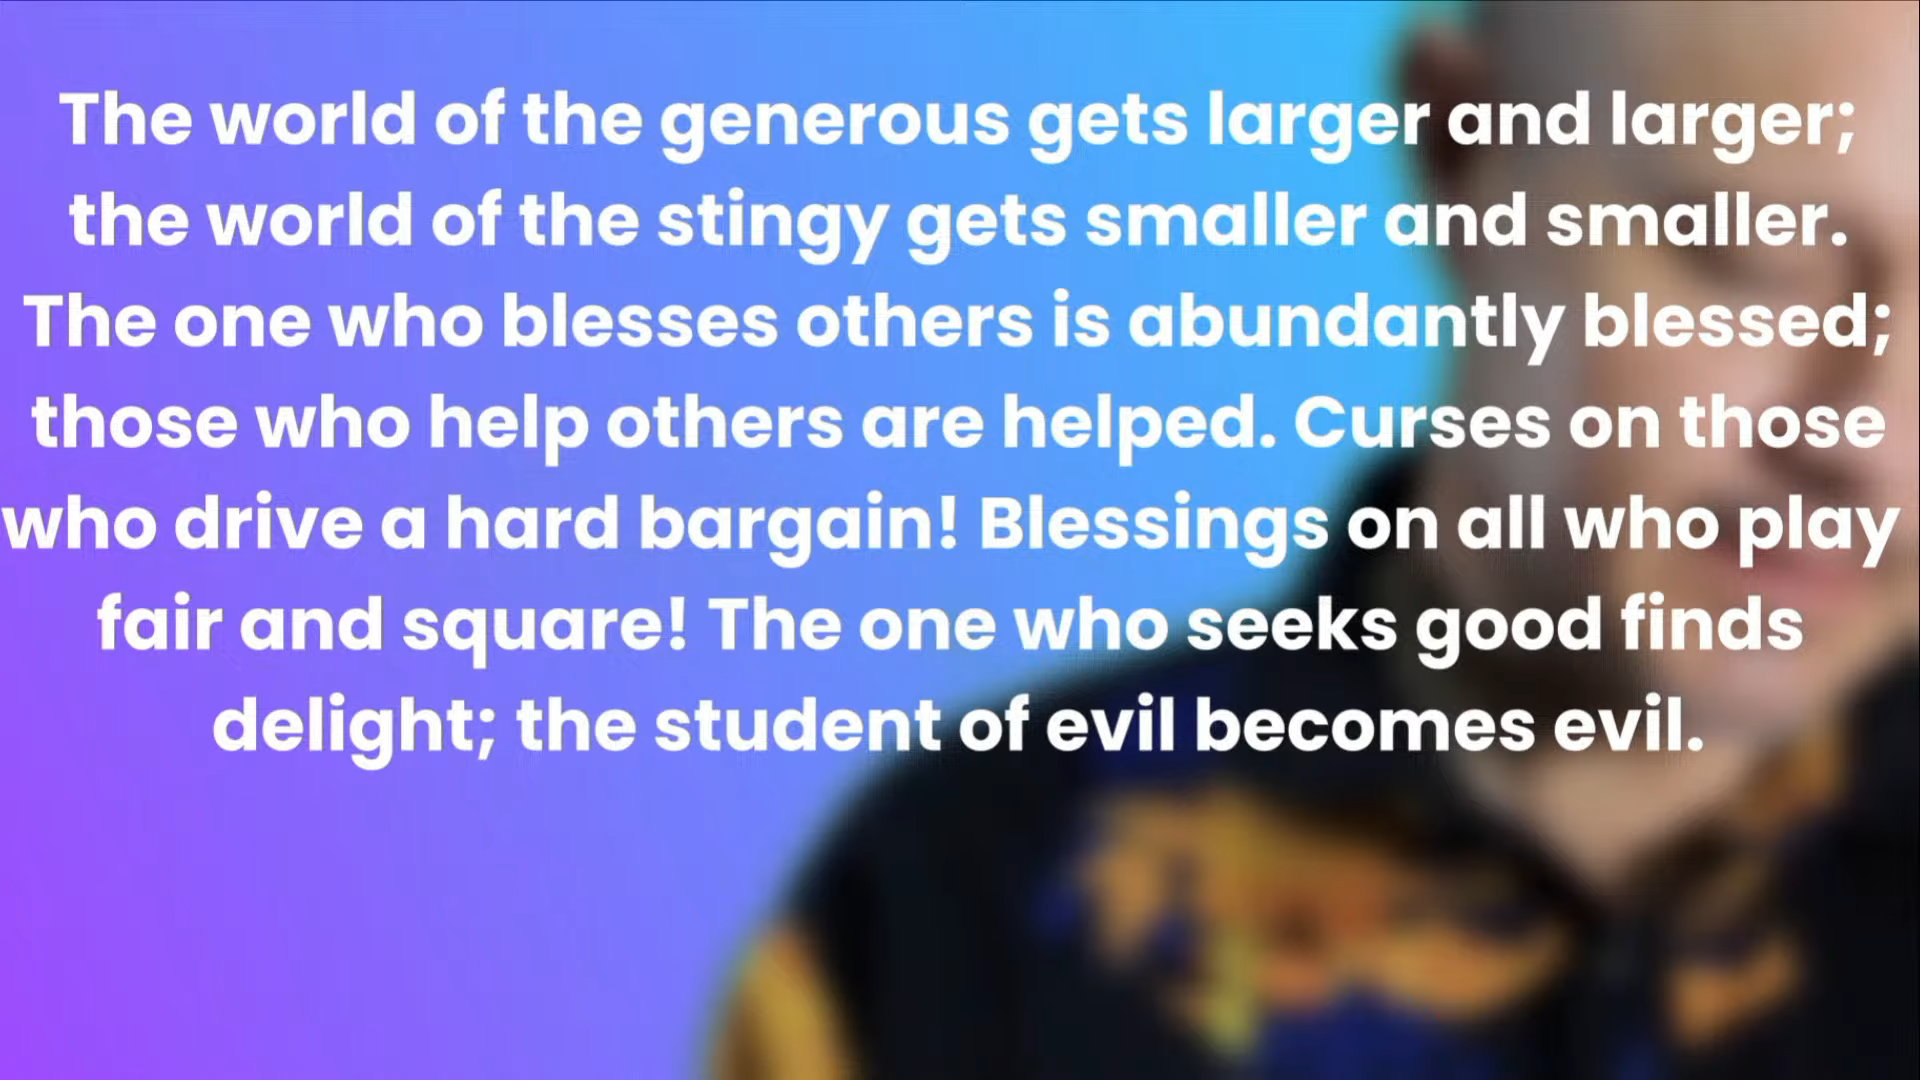 The world of the generous gets larger and larger;
the world of the stingy gets smaller and smaller.
The one who blesses others is abundantly blessed;
those who help others are helped. Curses on those
who drive a hard bargain! Blessings on all who play
fair and square! The one who seeks good finds
delight; the student of evil becomes evil.